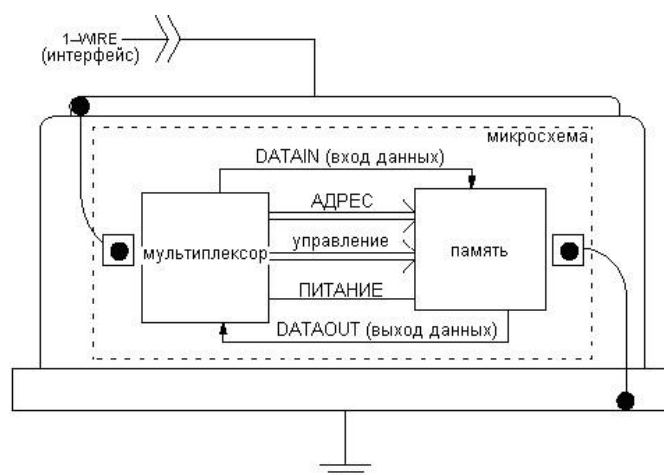 1–WIRE
(интерфейс)
микросхема
DATAIN (вход данных)
АДРЕС
управление
мультиплексор
память
ПИТАНИЕ
DATAOUT (выход данных)